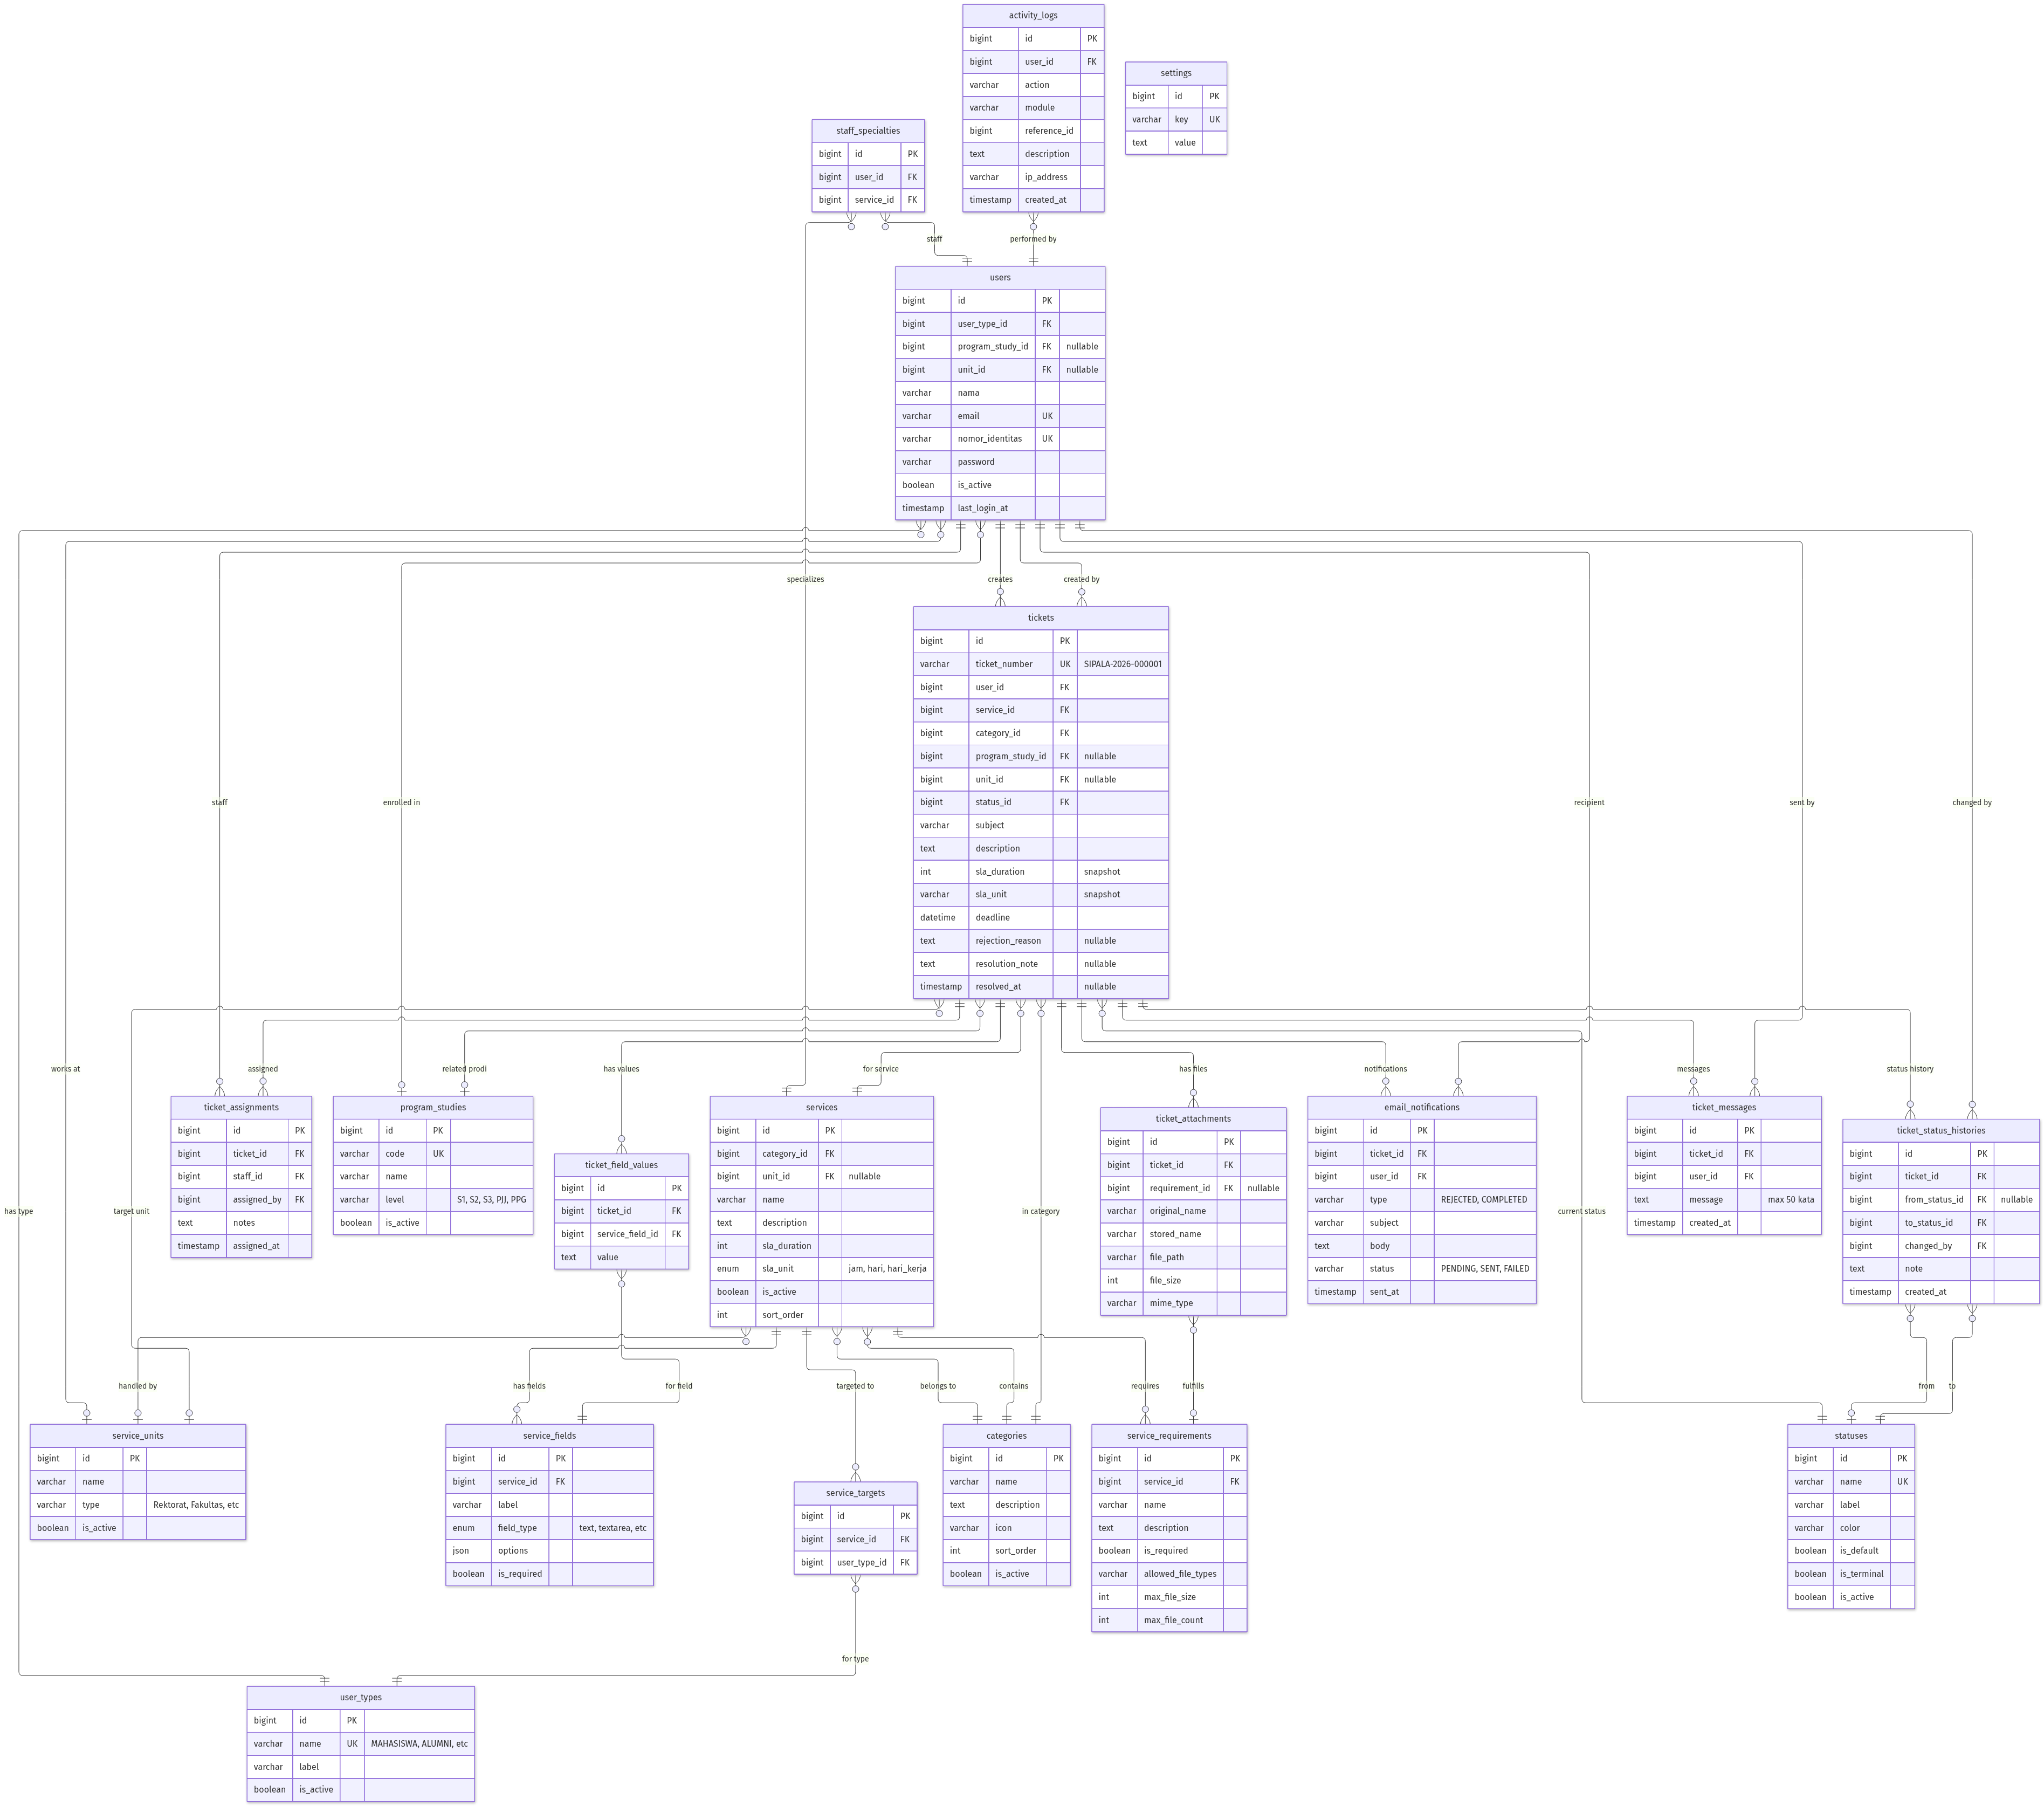 activity_logs
bigint id PK
bigint user_id FK
varchar action
varchar module
bigint reference_id
text description
varchar ip_address
timestamp created_at
settings
bigint id PK
varchar key UK
text value
staff_specialties
bigint id PK
bigint user_id FK
bigint service_id FK
staff
performed by
users
bigint id PK
bigint user_type_id FK
bigint program_study_id FK nullable
bigint unit_id FK nullable
varchar nama
varchar email UK
varchar nomor_identitas UK
varchar password
boolean is_active
timestamp last_login_at
specializes
creates
created by
tickets
bigint id PK
varchar ticket_number UK SIPALA-2026-000001
bigint user_id FK
bigint service_id FK
bigint category_id FK
bigint program_study_id FK nullable
bigint unit_id FK nullable
bigint status_id FK
varchar subject
text description
int sla_duration snapshot
varchar sla_unit snapshot
datetime deadline
text rejection_reason nullable
text resolution_note nullable
timestamp resolved_at nullable
staff
enrolled in
recipient
sent by
changed by
works at
assigned
related prodi
has values
for service
has files
notifications
messages
status history
ticket_assignments
bigint id PK
bigint ticket_id FK
bigint staff_id FK
bigint assigned_by FK
text notes
timestamp assigned_at
program_studies
bigint id PK
varchar code UK
varchar name
varchar level S1, S2, S3, PJJ, PPG
boolean is_active
ticket_field_values
bigint id PK
bigint ticket_id FK
bigint service_field_id FK
text value
services
bigint id PK
bigint category_id FK
bigint unit_id FK nullable
varchar name
text description
int sla_duration
enum sla_unit jam, hari, hari_kerja
boolean is_active
int sort_order
ticket_attachments
bigint id PK
bigint ticket_id FK
bigint requirement_id FK nullable
varchar original_name
varchar stored_name
varchar file_path
int file_size
varchar mime_type
email_notifications
bigint id PK
bigint ticket_id FK
bigint user_id FK
varchar type REJECTED, COMPLETED
varchar subject
text body
varchar status PENDING, SENT, FAILED
timestamp sent_at
ticket_messages
bigint id PK
bigint ticket_id FK
bigint user_id FK
text message max 50 kata
timestamp created_at
ticket_status_histories
bigint id PK
bigint ticket_id FK
bigint from_status_id FK nullable
bigint to_status_id FK
bigint changed_by FK
text note
timestamp created_at
has type
target unit
in category
current status
handled by
has fields
for field
targeted to
belongs to
contains
requires
fulfills
from
to
service_units
bigint id PK
varchar name
varchar type Rektorat, Fakultas, etc
boolean is_active
service_fields
bigint id PK
bigint service_id FK
varchar label
enum field_type text, textarea, etc
json options
boolean is_required
service_targets
bigint id PK
bigint service_id FK
bigint user_type_id FK
categories
bigint id PK
varchar name
text description
varchar icon
int sort_order
boolean is_active
service_requirements
bigint id PK
bigint service_id FK
varchar name
text description
boolean is_required
varchar allowed_file_types
int max_file_size
int max_file_count
statuses
bigint id PK
varchar name UK
varchar label
varchar color
boolean is_default
boolean is_terminal
boolean is_active
for type
user_types
bigint id PK
varchar name UK MAHASISWA, ALUMNI, etc
varchar label
boolean is_active